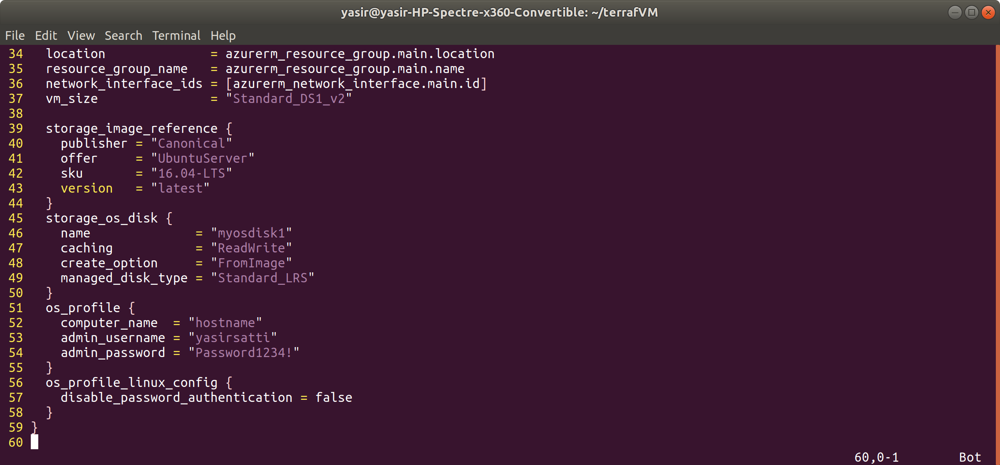 yasir@yasir-HP-Spectre-x360-Convertible: ~/terrafVM
File Edit View Search Terminal Help
34   location              = azurerm_resource_group.main.location
35   resource_group_name   = azurerm_resource_group.main.name
36   network_interface_ids = [azurerm_network_interface.main.id]
37   vm_size               = "Standard_DS1_v2"
38
39   storage_image_reference {
40     publisher = "Canonical"
41     offer     = "UbuntuServer"
42     sku       = "16.04-LTS"
43     version   = "latest"
44   }
45   storage_os_disk {
46     name              = "myosdisk1"
47     caching           = "ReadWrite"
48     create_option     = "FromImage"
49     managed_disk_type = "Standard_LRS"
50   }
51   os_profile {
52     computer_name  = "hostname"
53     admin_username = "yasirsatti"
54     admin_password = "Password1234!"
55   }
56   os_profile_linux_config {
57     disable_password_authentication = false
58   }
59 }
60
60,0-1        Bot